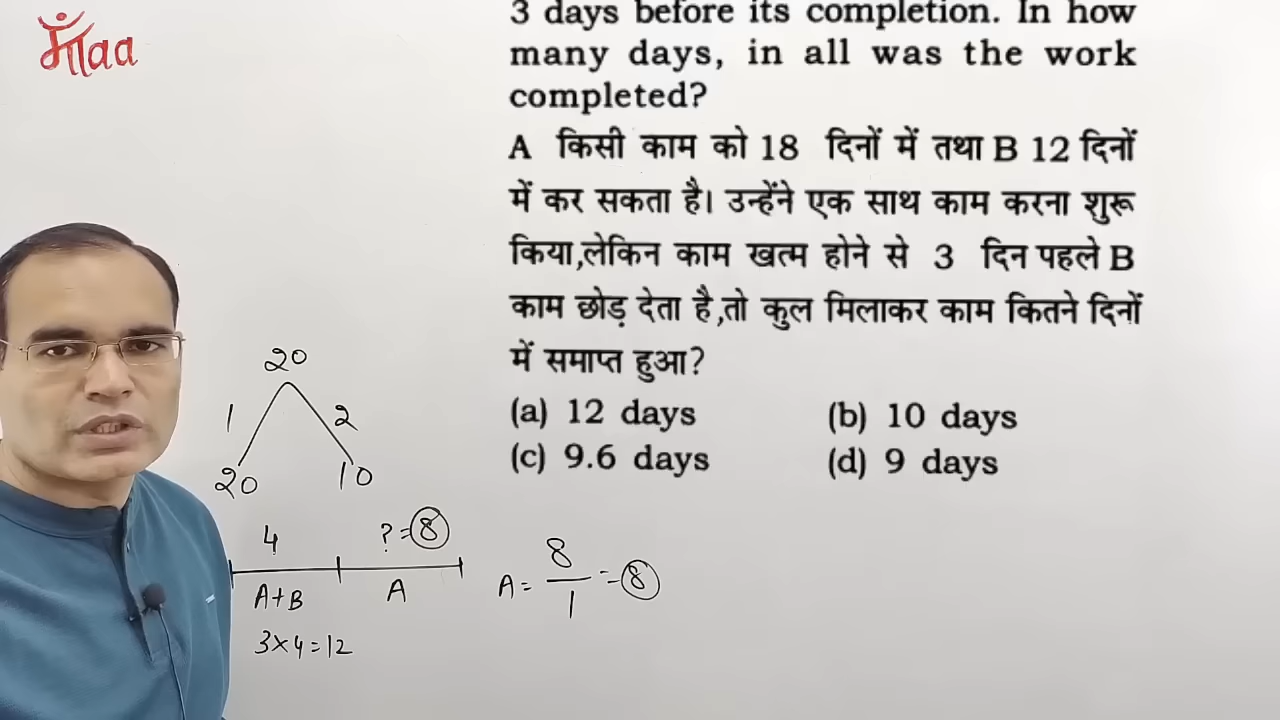 माँaa
3 days before its completion. In how
many days, in all was the work
completed?
A किसी काम को 18 दिनों में तथा B 12 दिनों
में कर सकता है। उन्हेंने एक साथ काम करना शुरू
किया,लेकिन काम खत्म होने से 3 दिन पहले B
काम छोड़ देता है,तो कुल मिलाकर काम कितने दिनों
में समाप्त हुआ?
(a) 12 days (b) 10 days
(c) 9.6 days (d) 9 days
20
1 2
20 10
4 ?=8
A+B A
3×4=12
A= 8/1 =8